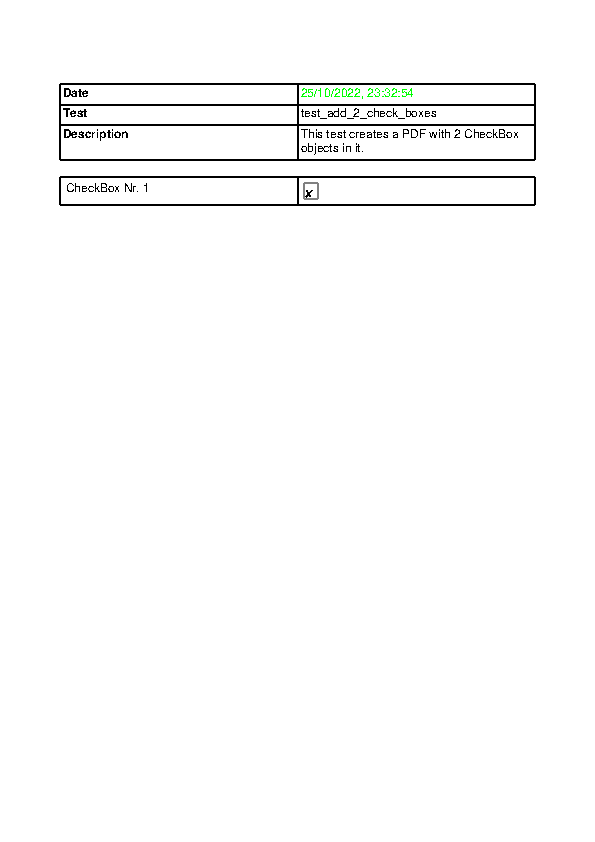 Date 25/10/2022, 23:32:54
Test test_add_2_check_boxes
Description This test creates a PDF with 2 CheckBox
objects in it.
CheckBox Nr. 1